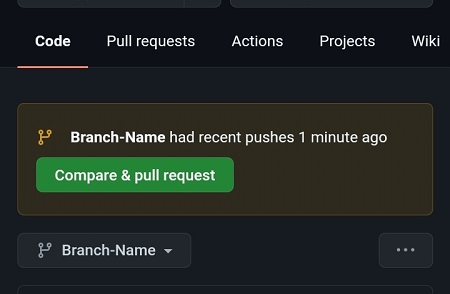 Code Pull requests Actions Projects Wiki
Branch-Name had recent pushes 1 minute ago
Compare & pull request
Branch-Name